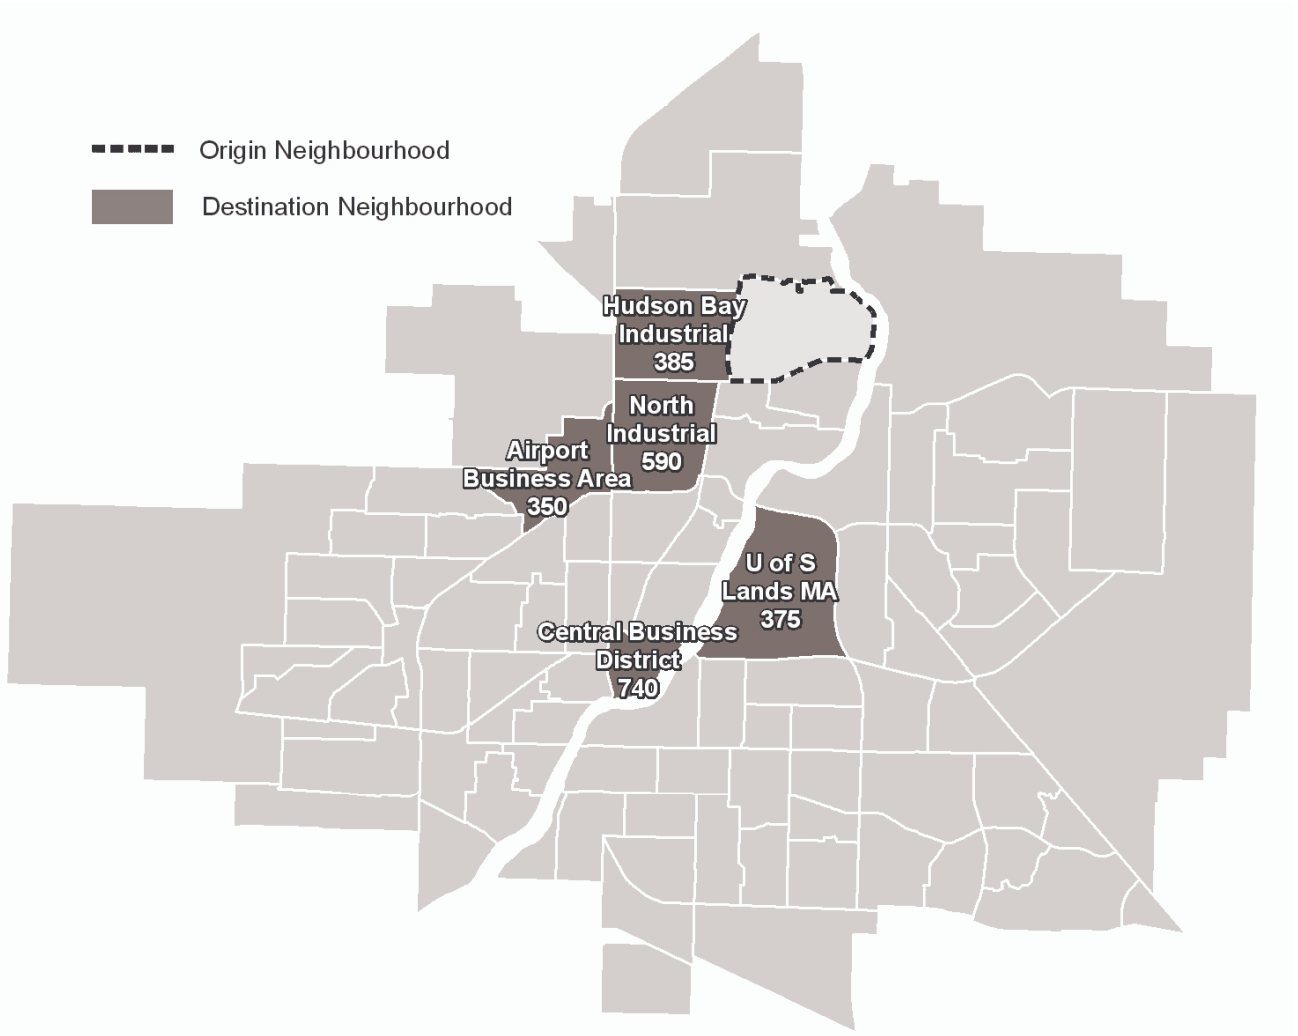 Origin Neighbourhood
Destination Neighbourhood
Hudson Bay
Industrial
385
North
Industrial
590
Airport
Business Area
350
U of S
Lands MA
375
Central Business
District
740